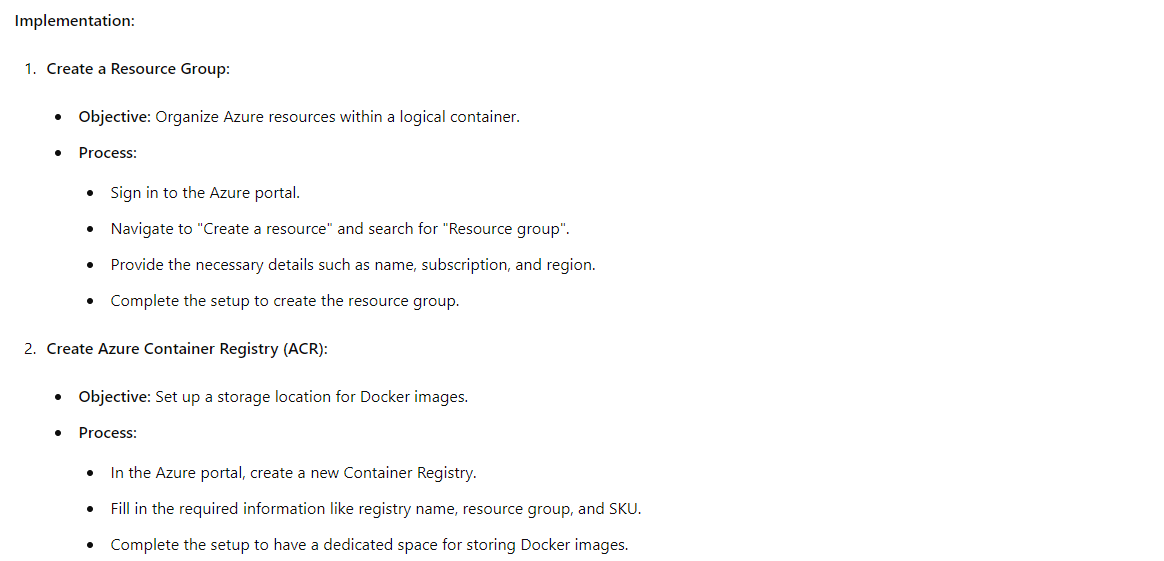 Implementation:
1. Create a Resource Group:
• Objective: Organize Azure resources within a logical container.
• Process:
• Sign in to the Azure portal.
• Navigate to "Create a resource" and search for "Resource group".
• Provide the necessary details such as name, subscription, and region.
• Complete the setup to create the resource group.
2. Create Azure Container Registry (ACR):
• Objective: Set up a storage location for Docker images.
• Process:
• In the Azure portal, create a new Container Registry.
• Fill in the required information like registry name, resource group, and SKU.
• Complete the setup to have a dedicated space for storing Docker images.